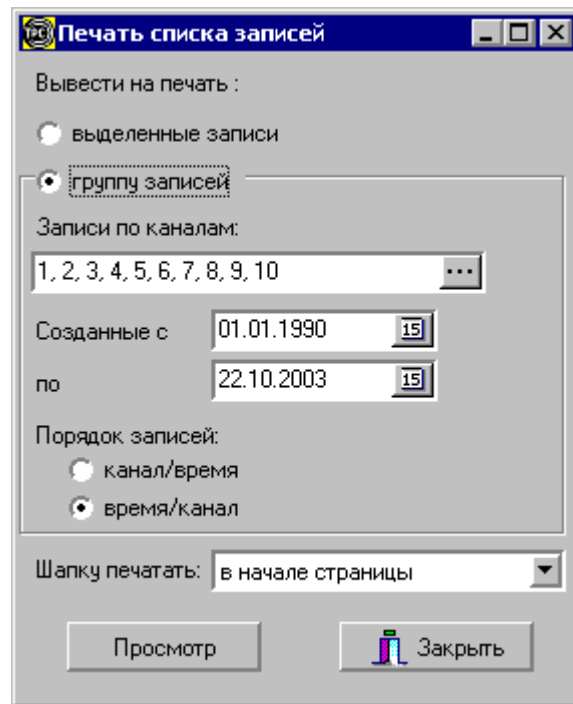 Печать списка записей
Вывести на печать :
выделенные записи
группу записей
Записи по каналам:
1, 2, 3, 4, 5, 6, 7, 8, 9, 10 ...
Созданные с 01.01.1990 15
по 22.10.2003 15
Порядок записей:
канал/время
время/канал
Шапку печатать: в начале страницы
Просмотр Закрыть